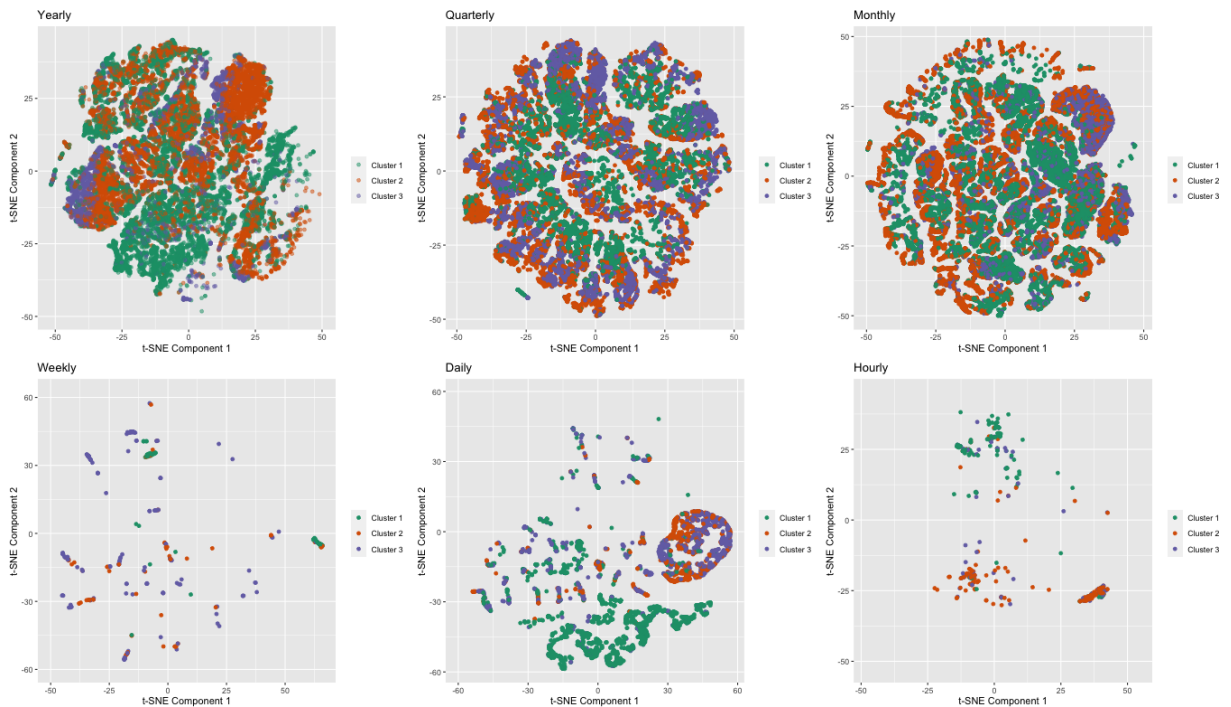 Yearly
t-SNE Component 2
50
25
0
-25
-50
-50
-25
0
25
50
t-SNE Component 1
Cluster 1
Cluster 2
Cluster 3
Quarterly
t-SNE Component 2
25
0
-25
-50
-50
-25
0
25
50
t-SNE Component 1
Cluster 1
Cluster 2
Cluster 3
Monthly
t-SNE Component 2
50
25
0
-25
-50
-50
-25
0
25
50
t-SNE Component 1
Cluster 1
Cluster 2
Cluster 3
Weekly
t-SNE Component 2
60
30
0
-30
-60
-50
-25
0
25
50
t-SNE Component 1
Cluster 1
Cluster 2
Cluster 3
Daily
t-SNE Component 2
60
30
0
-30
-60
-60
-30
0
30
60
t-SNE Component 1
Cluster 1
Cluster 2
Cluster 3
Hourly
t-SNE Component 2
25
0
-25
-50
-50
-25
0
25
50
t-SNE Component 1
Cluster 1
Cluster 2
Cluster 3